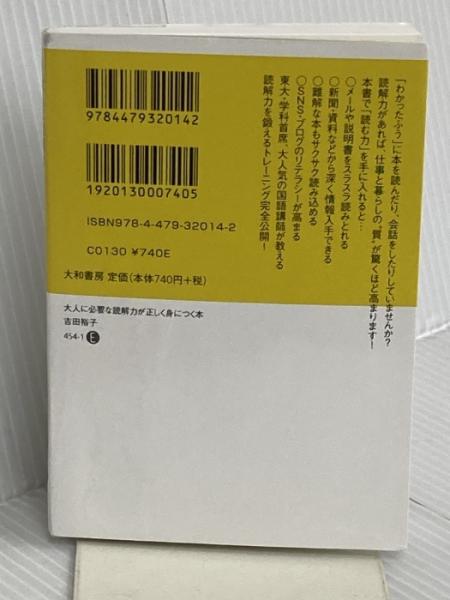 「わかったふう」に本を読んだり、会話をしたりしていませんか?
読解力があれば、仕事と暮らしの“質”が驚くほど高まります!
本書で「読む力」を手に入れると…
○メールや説明書をスラスラ読みとれる
○新聞・資料などから深く情報入手できる
○難解な本もサクサク読み込める
○SNS・ブログのリテラシーが高まる
東大・学科首席、大人気の国語講師が教える
読解力を鍛えるトレーニング完全公開!
9784479320142
1920130007405
ISBN978-4-479-32014-2
C0130 ¥740E
大和書房 定価(本体740円+税)
大人に必要な読解力が正しく身につく本
吉田裕子
454-1 E